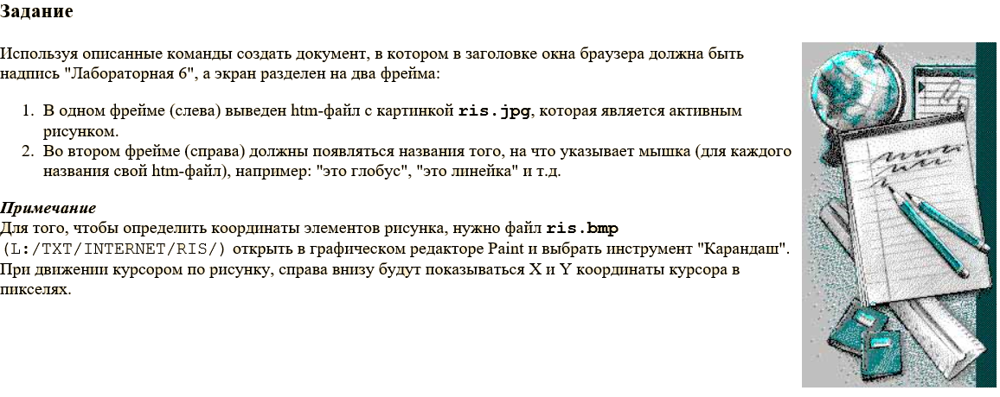 Задание
Используя описанные команды создать документ, в котором в заголовке окна браузера должна быть
надпись "Лабораторная 6", а экран разделен на два фрейма:
1. В одном фрейме (слева) выведен htm-файл с картинкой ris.jpg, которая является активным
рисунком.
2. Во втором фрейме (справа) должны появляться названия того, на что указывает мышка (для каждого
названия свой htm-файл), например: "это глобус", "это линейка" и т.д.
Примечание
Для того, чтобы определить координаты элементов рисунка, нужно файл ris.bmp
(L:/TXT/INTERNET/RIS/) открыть в графическом редакторе Paint и выбрать инструмент "Карандаш".
При движении курсором по рисунку, справа внизу будут показываться X и Y координаты курсора в
пикселях.